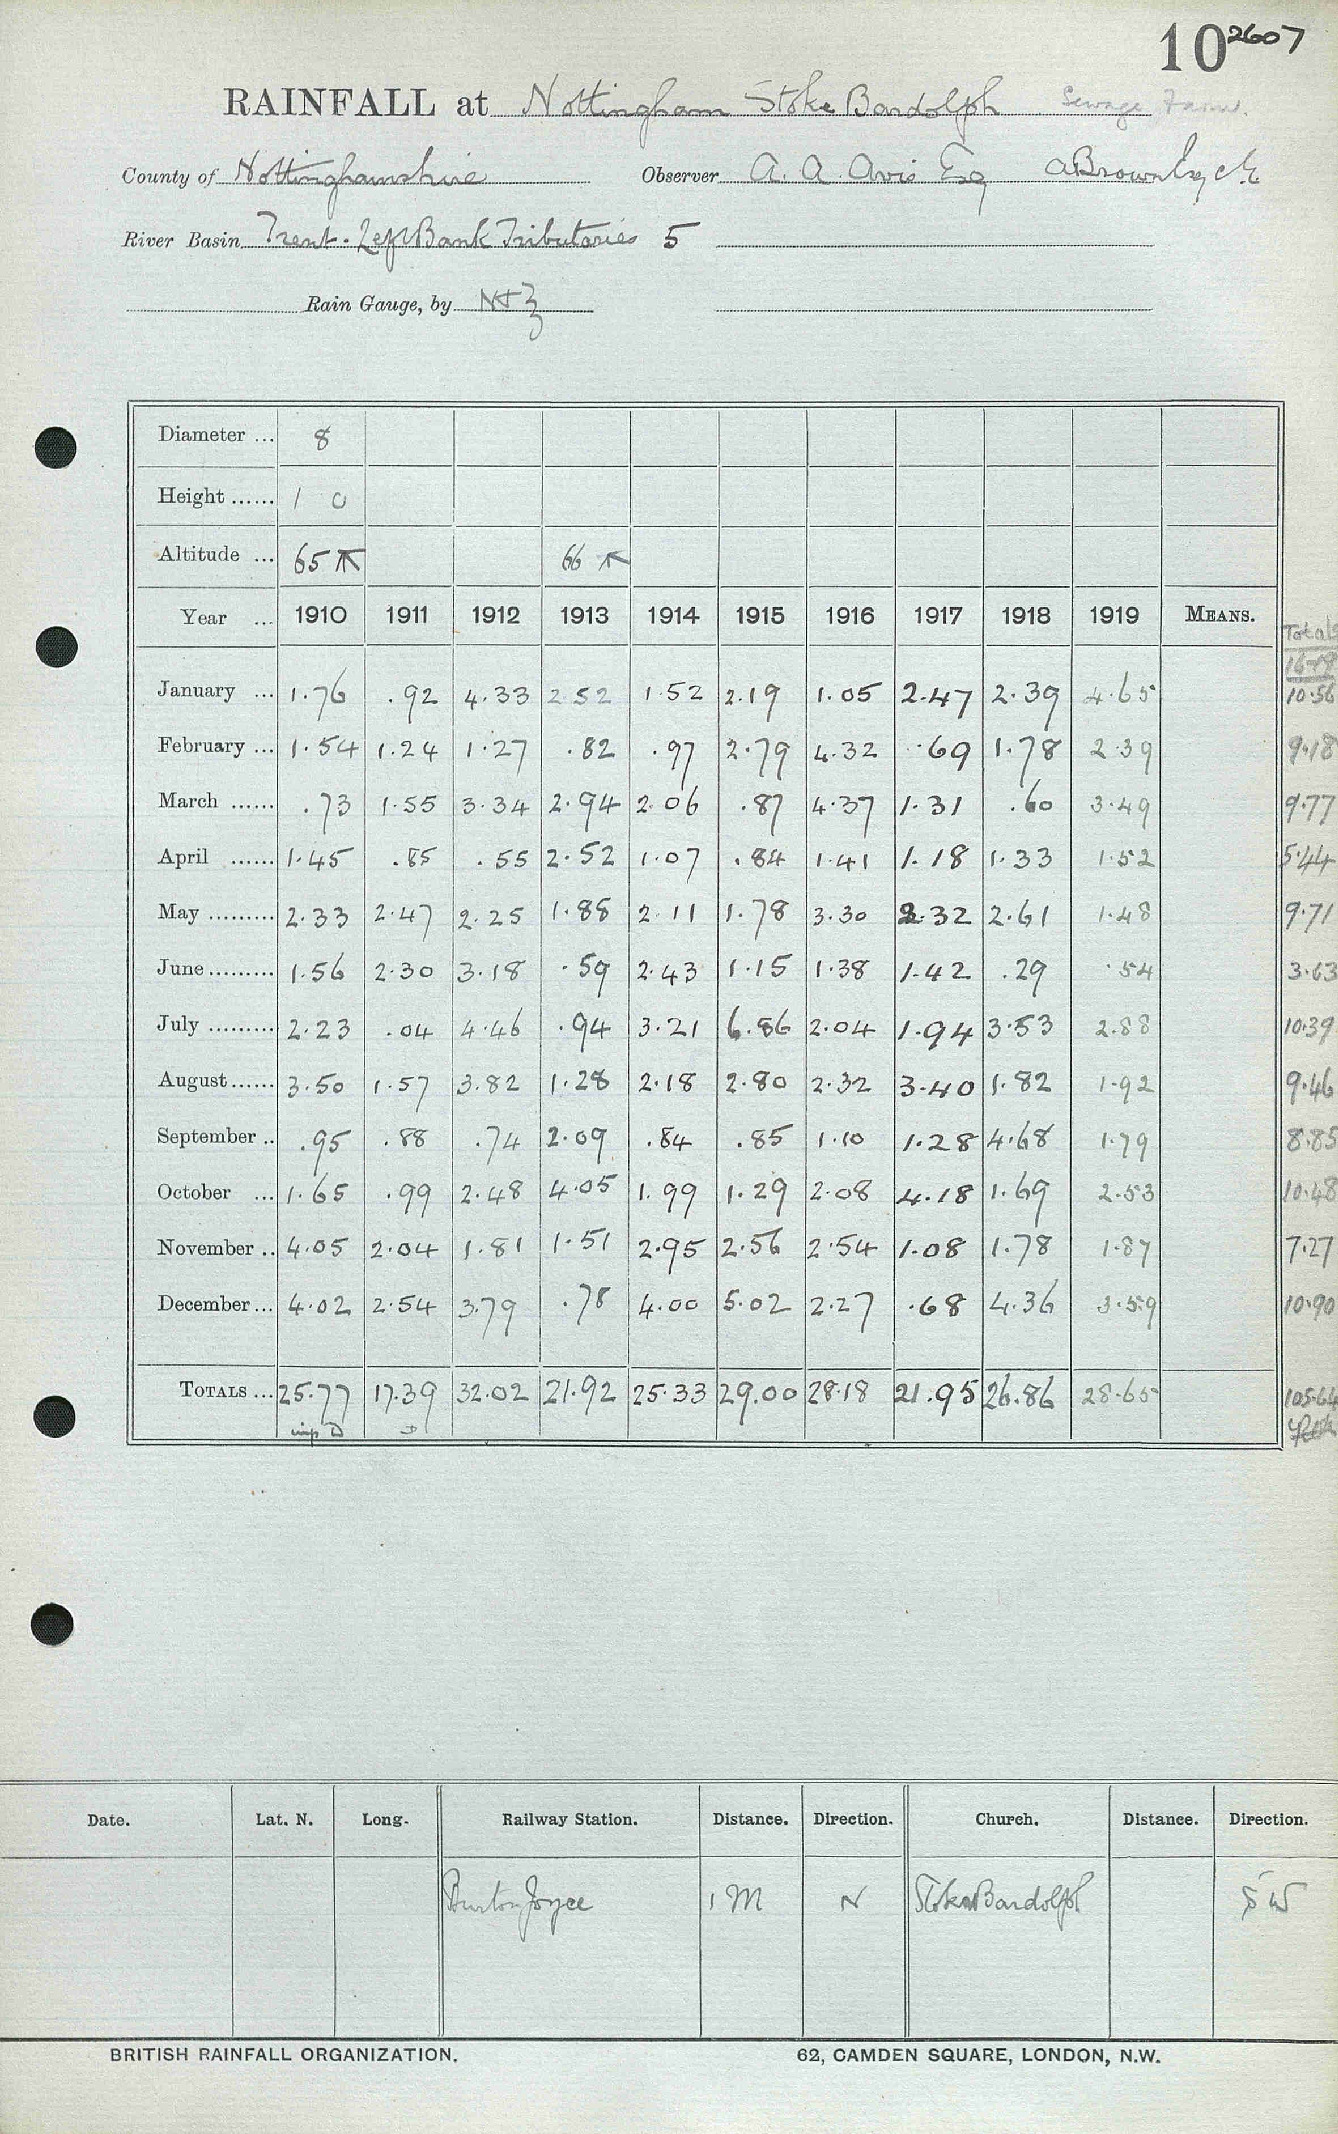 10 2607
RAINFALL at Nottingham Stoke Bardolph Sewage Farm.
County of Nottinghamshire Observer A. A. Avis Esq
River Basin Trent. Left Bank Tributaries 5
Rain Gauge, by N+Z
Diameter ... 8
Height ...... 1 0
Altitude ... 65 66
Year ... 1910 1911 1912 1913 1914 1915 1916 1917 1918 1919 MEANS. Totals
16-19
January ... 1.76 .92 4.33 2.52 1.52 2.19 1.05 2.47 2.39 4.65 10.56
February ... 1.54 1.24 1.27 .82 .97 2.79 4.32 .69 1.78 2.39 9.18
March ...... .73 1.55 3.34 2.94 2.06 .87 4.37 1.31 .60 3.49 9.77
April ...... 1.45 .85 .55 2.52 1.07 .84 1.41 1.18 1.33 1.52 5.44
May ......... 2.33 2.47 2.25 1.88 2.11 1.78 3.30 2.32 2.61 1.48 9.71
June ......... 1.56 2.30 3.18 .59 2.43 1.15 1.38 1.42 .29 .54 3.63
July ......... 2.23 .04 4.46 .94 3.21 6.86 2.04 1.94 3.53 2.88 10.39
August ...... 3.50 1.57 3.82 1.28 2.18 2.80 2.32 3.40 1.82 1.92 9.46
September .. .95 .88 .74 2.09 .84 .85 1.10 1.28 4.68 1.79 8.85
October ... 1.65 .99 2.48 4.05 1.99 1.29 2.08 4.18 1.69 2.53 10.48
November .. 4.05 2.04 1.81 1.51 2.95 2.56 2.54 1.08 1.78 1.87 7.27
December ... 4.02 2.54 3.79 .78 4.00 5.02 2.27 .68 4.36 3.59 10.90
TOTALS ... 25.77 17.39 32.02 21.92 25.33 29.00 28.18 21.95 26.86 28.65 105.64
Date. Lat. N. Long. Railway Station. Distance. Direction. Church. Distance. Direction.
Burton Joyce 1 M N Stoke Bardolph SW
BRITISH RAINFALL ORGANIZATION. 62, CAMDEN SQUARE, LONDON, N.W.